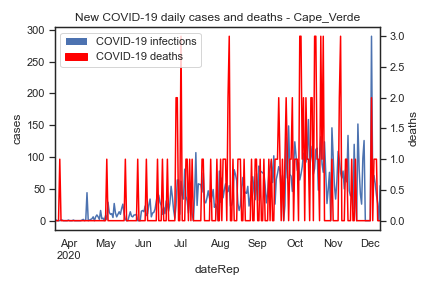 New COVID-19 daily cases and deaths - Cape_Verde
COVID-19 infections
COVID-19 deaths
300
250
200
150
100
50
0
cases
3.0
2.5
2.0
1.5
1.0
0.5
0.0
deaths
Apr May Jun Jul Aug Sep Oct Nov Dec
2020
dateRep